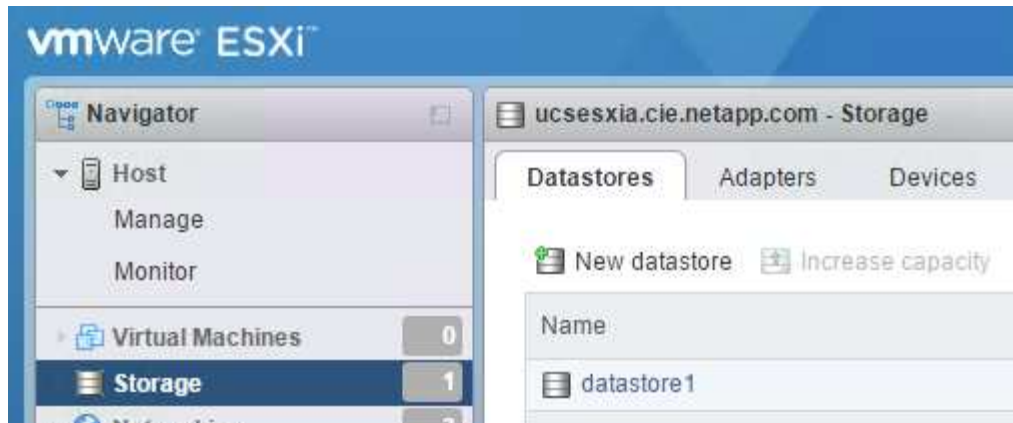 vmware ESXi™
Navigator
Host
Manage
Monitor
Virtual Machines 0
Storage 1
ucsesxia.cie.netapp.com - Storage
Datastores Adapters Devices
New datastore Increase capacity
Name
datastore1